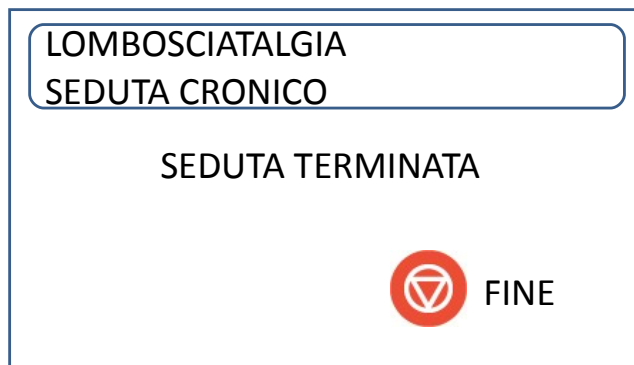 LOMBOSCIATALGIA
SEDUTA CRONICO
SEDUTA TERMINATA
FINE